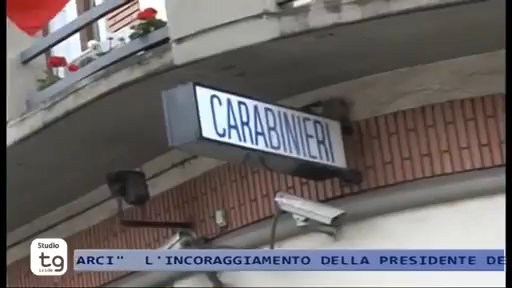 CARABINIERI
Studio
tg
ARCI" L'INCORAGGIAMENTO DELLA PRESIDENTE DE